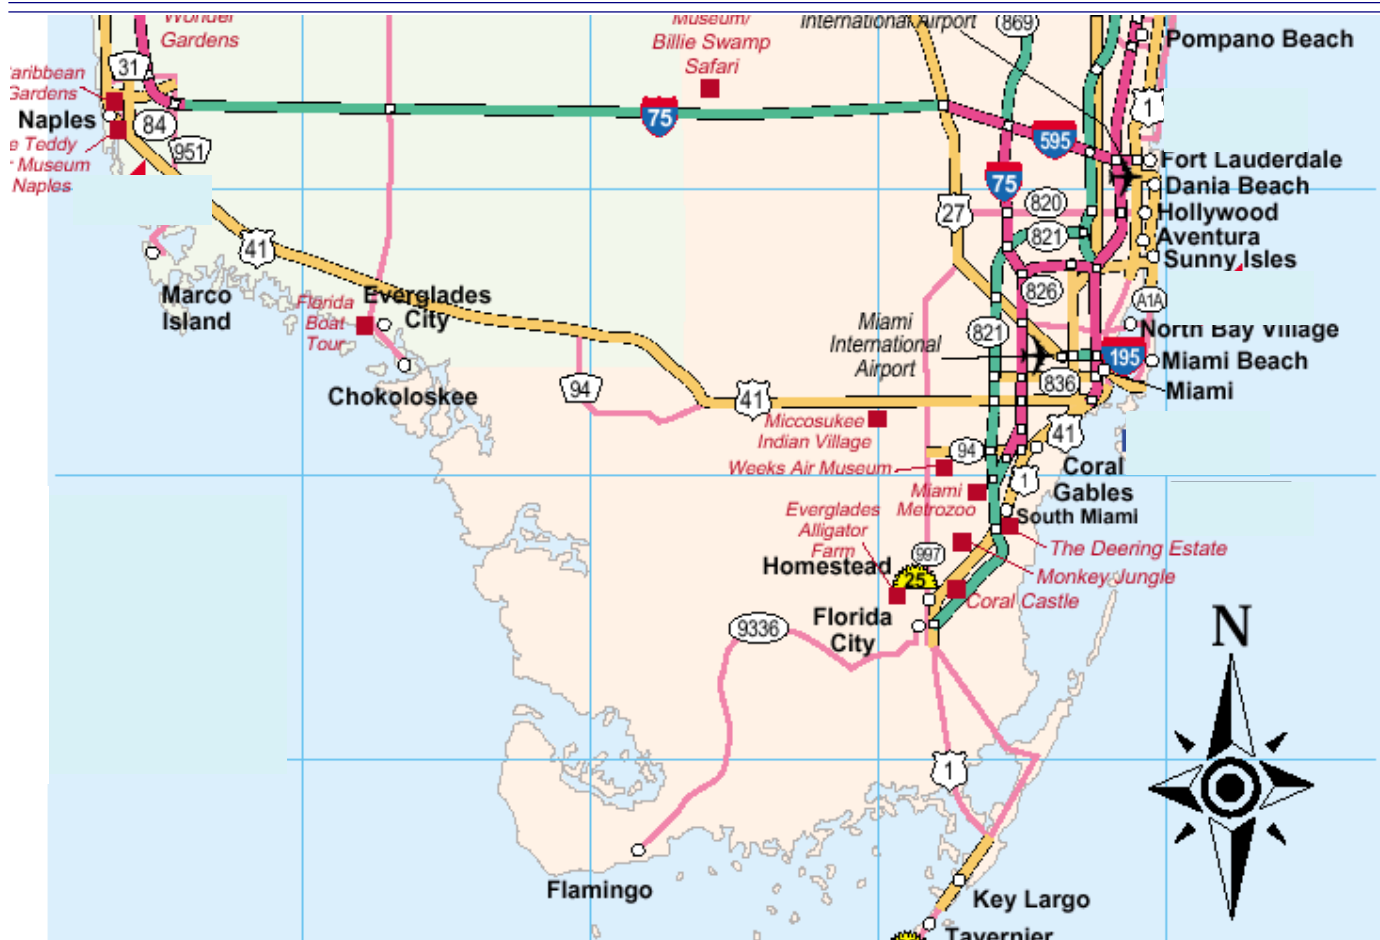 Wonder
Gardens
Museum/
Billie Swamp
Safari
International Airport
869
Pompano Beach
31
Caribbean
Gardens
Naples
84
951
e Teddy
r Museum
Naples
75
595
1
75
Fort Lauderdale
Dania Beach
27
820
Hollywood
821
Aventura
Sunny Isles
41
826
A1A
Marco
Island
Everglades
City
Florida
Boat
Tour
Miami
International
Airport
821
North Bay Village
195
Miami Beach
836
Miami
Chokoloskee
94
41
Miccosukee
Indian Village
41
94
Weeks Air Museum
Coral
Gables
1
Miami
Metrozoo
Everglades
Alligator
Farm
South Miami
The Deering Estate
997
Homestead
25
Monkey Jungle
Coral Castle
Florida
City
9336
N
1
Flamingo
Key Largo
Tavernier